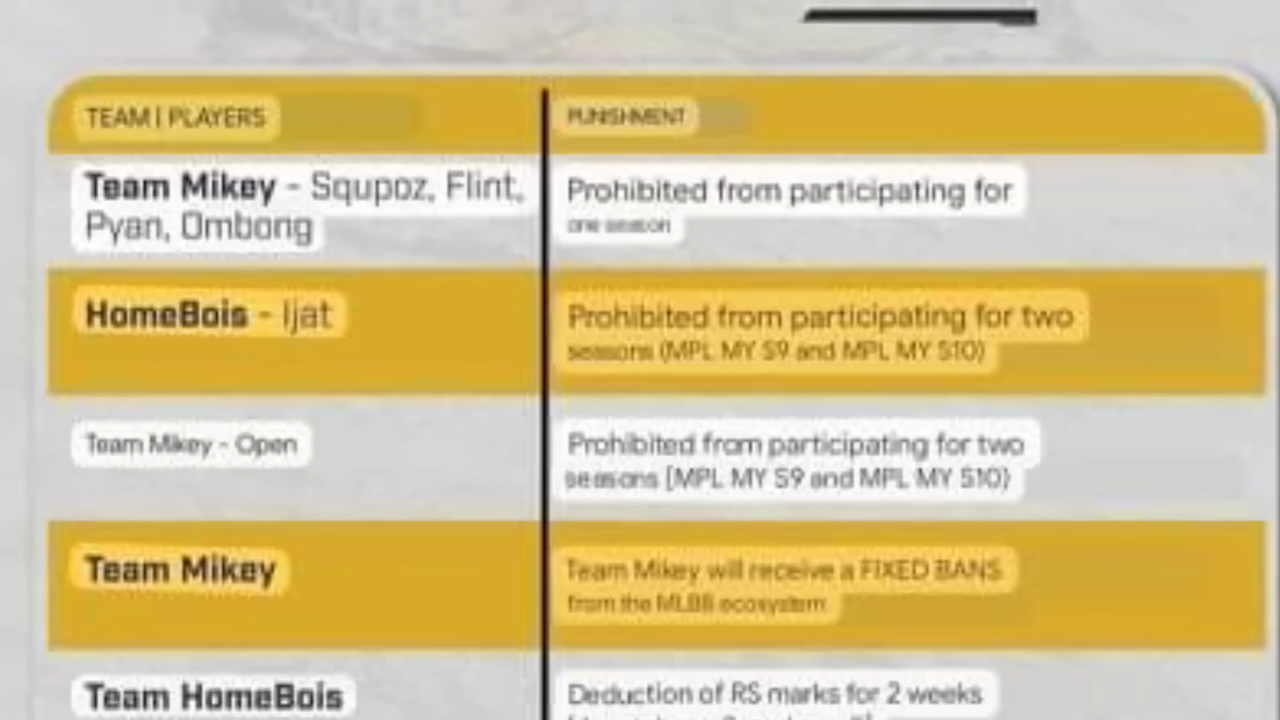 TEAM | PLAYERS
PUNISHMENT
Team Mikey - Squpoz, Flint,
Pyan, Ombong
Prohibited from participating for
one season
HomeBois - Ijat
Prohibited from participating for two
seasons (MPL MY S9 and MPL MY S10)
Team Mikey - Open
Prohibited from participating for two
seasons (MPL MY S9 and MPL MY S10)
Team Mikey
Team Mikey will receive a FIXED BANS
from the MLBB ecosystem
Team HomeBois
Deduction of RS marks for 2 weeks